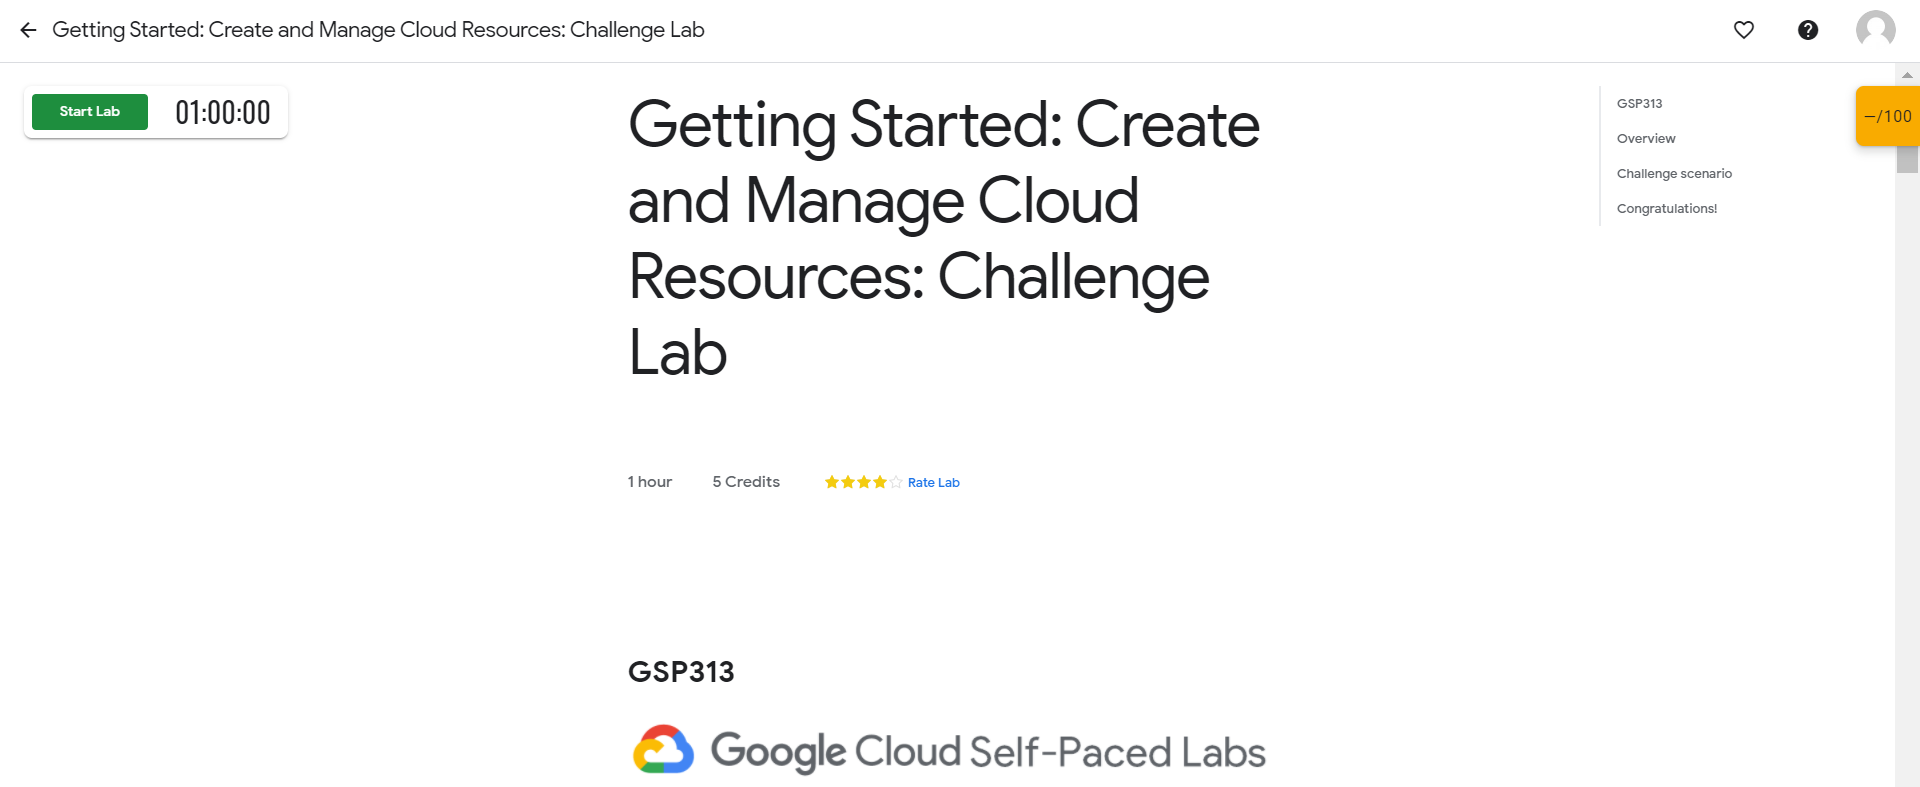 Getting Started: Create and Manage Cloud Resources: Challenge Lab
Start Lab
01:00:00
Getting Started: Create
and Manage Cloud
Resources: Challenge
Lab
GSP313
Overview
Challenge scenario
Congratulations!
–/100
1 hour
5 Credits
Rate Lab
GSP313
Google Cloud Self-Paced Labs